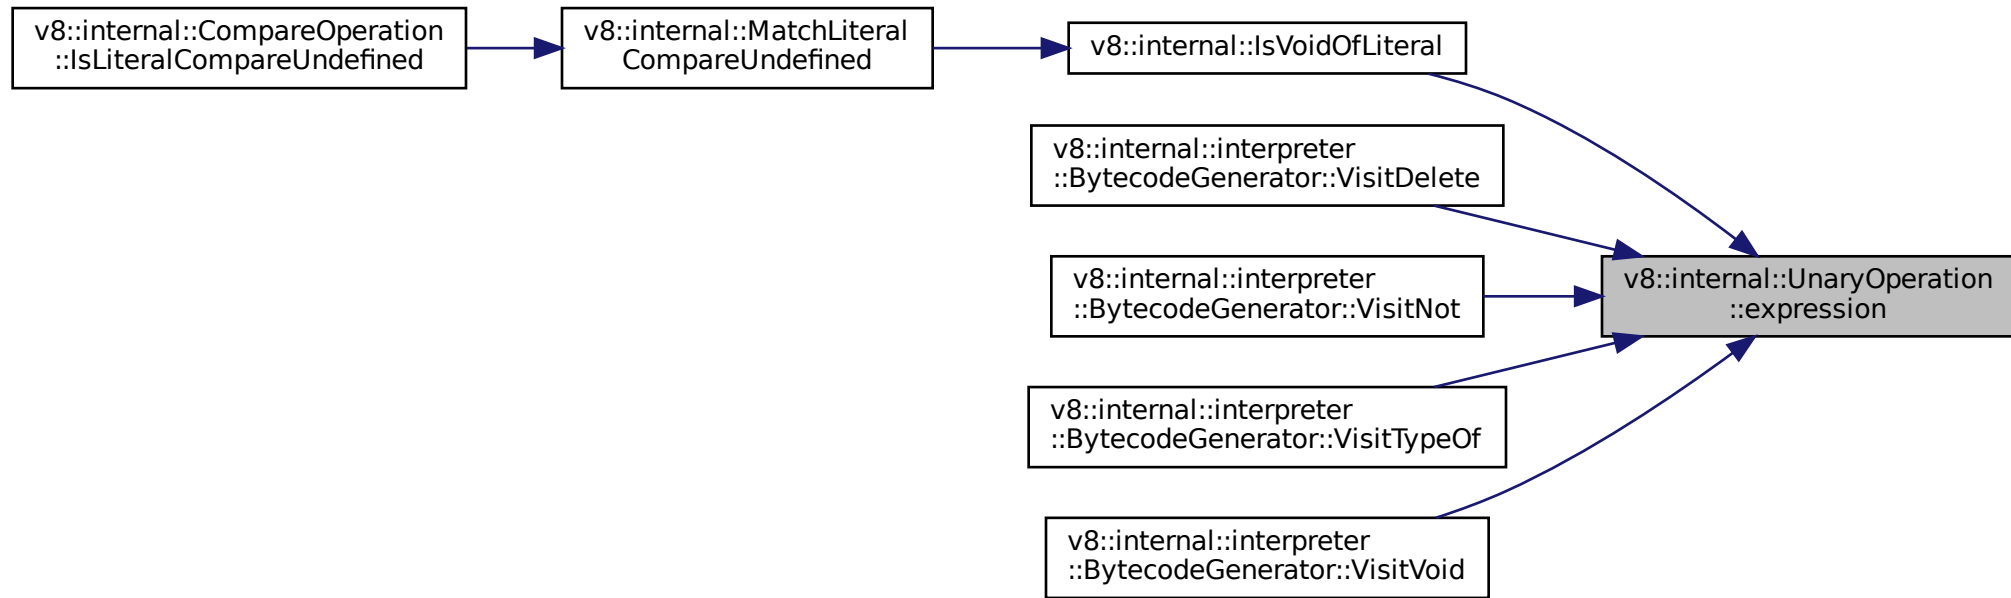 v8::internal::CompareOperation
::IsLiteralCompareUndefined
v8::internal::MatchLiteral
CompareUndefined
v8::internal::IsVoidOfLiteral
v8::internal::interpreter
::BytecodeGenerator::VisitDelete
v8::internal::interpreter
::BytecodeGenerator::VisitNot
v8::internal::interpreter
::BytecodeGenerator::VisitTypeOf
v8::internal::interpreter
::BytecodeGenerator::VisitVoid
v8::internal::UnaryOperation
::expression